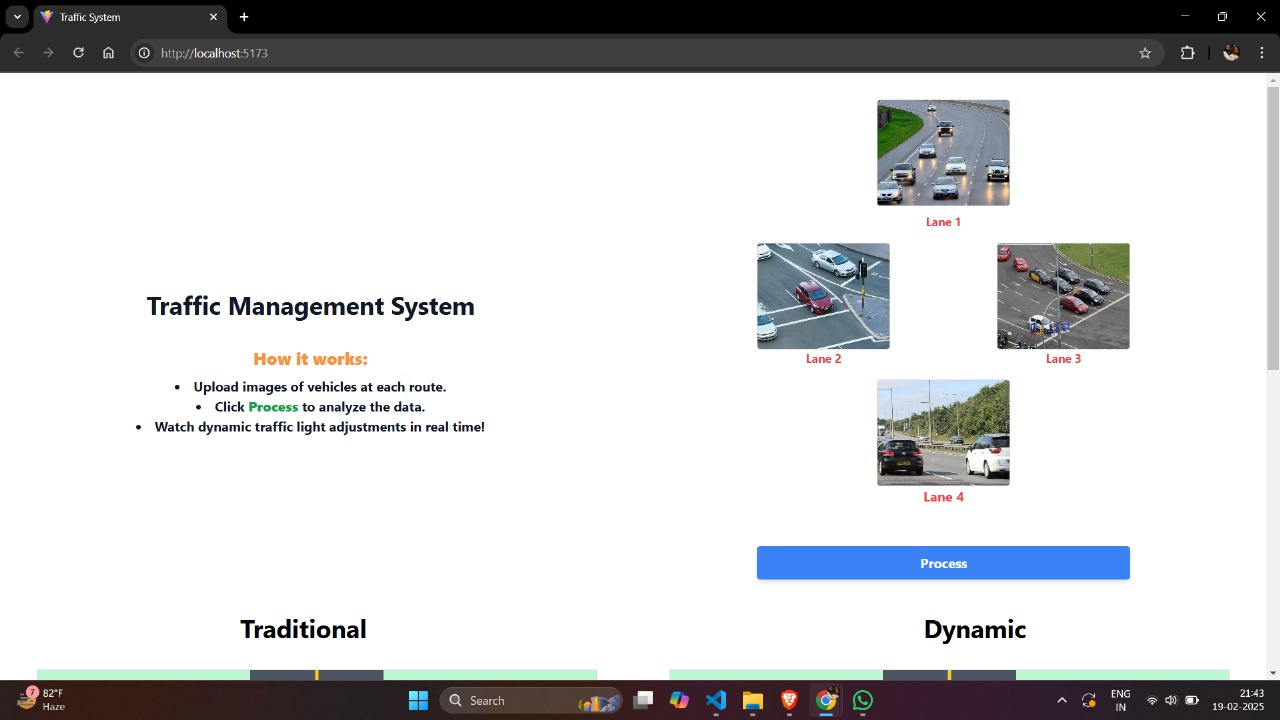 Traffic System
http://localhost:5173
Lane 1
Lane 2
Lane 3
Lane 4
Traffic Management System
How it works:
• Upload images of vehicles at each route.
• Click Process to analyze the data.
• Watch dynamic traffic light adjustments in real time!
Process
Traditional
Dynamic
7
82°F
Haze
Search
ENG
IN
21:43
19-02-2025